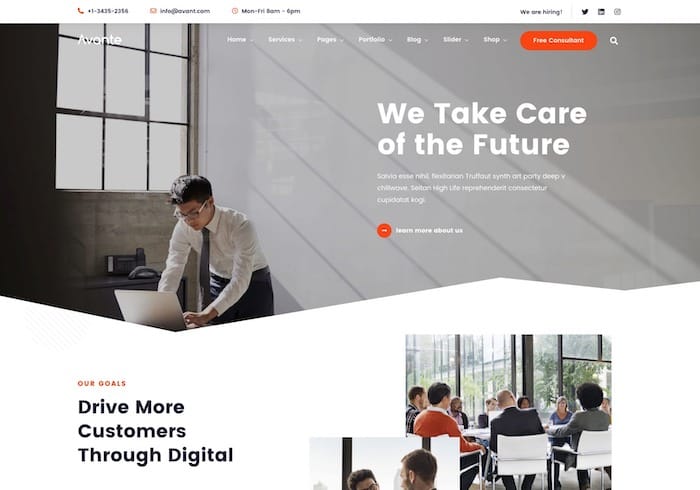 +1-3435-2356
info@avant.com
Mon-Fri 8am - 6pm
We are hiring!
Avante
Home
Services
Pages
Portfolio
Blog
Slider
Shop
Free Consultant
We Take Care
of the Future
Salvia esse nihil, flexitarian Truffaut synth art party deep v
chillwave. Seitan High Life reprehenderit consectetur
cupidatat kogi.
learn more about us
OUR GOALS
Drive More
Customers
Through Digital